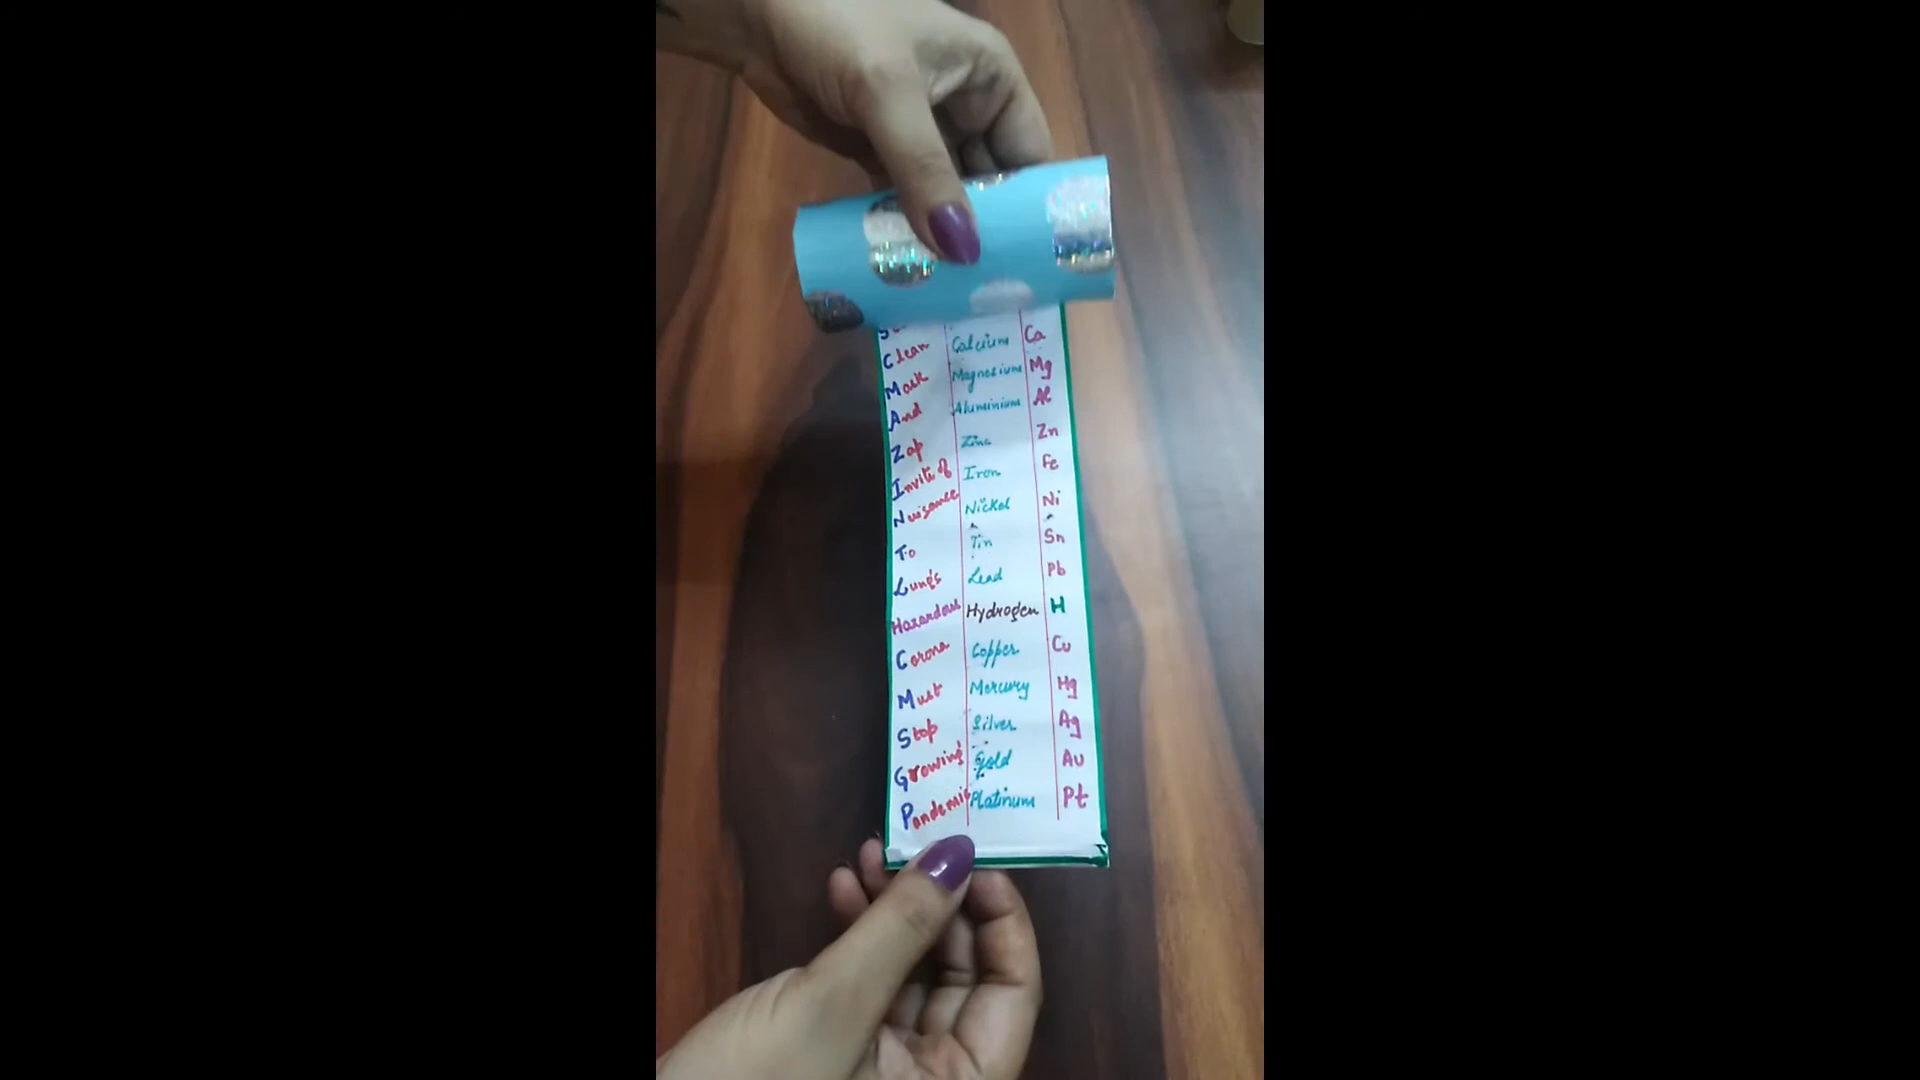 Clean Calcium Ca
Mask Magnesium Mg
And Aluminium Al
Zap Zinc Zn
Invite of Iron Fe
Nuisance Nickel Ni
To Tin Sn
Lungs Lead Pb
Hazardous Hydrogen H
Corona Copper Cu
Must Mercury Hg
Stop Silver Ag
Growing Gold Au
Pandemic Platinum Pt